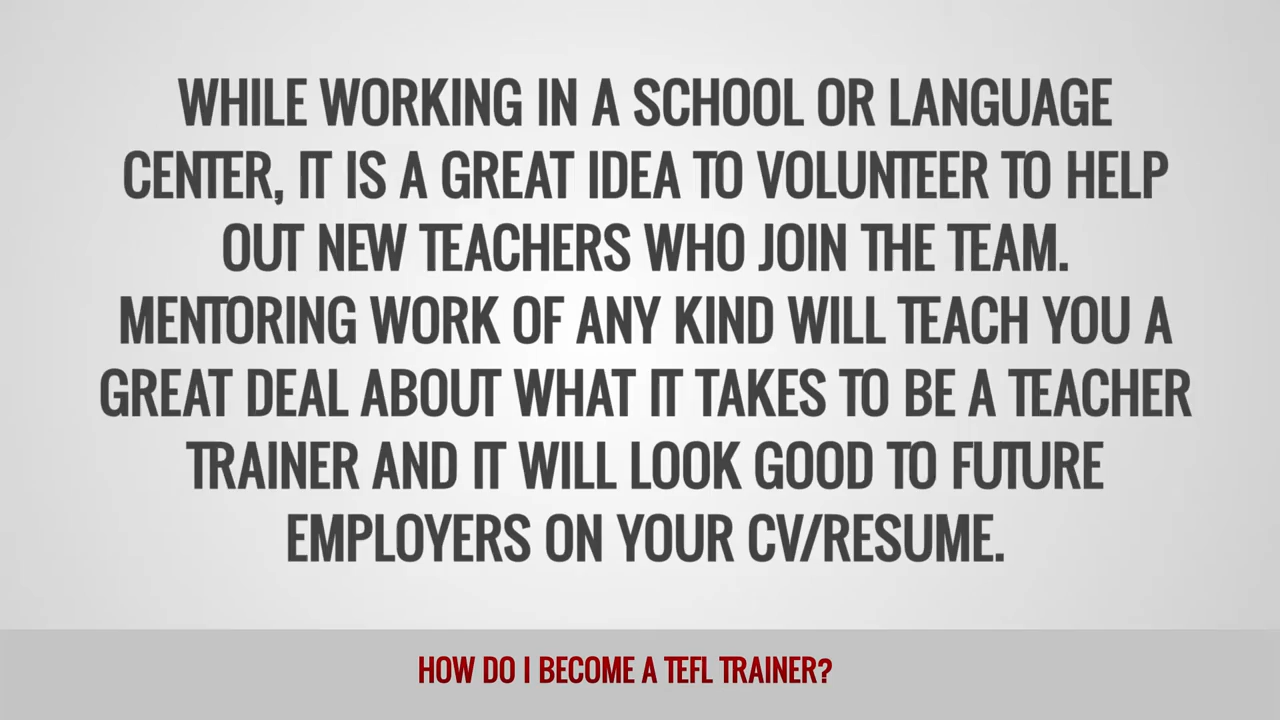 WHILE WORKING IN A SCHOOL OR LANGUAGE
CENTER, IT IS A GREAT IDEA TO VOLUNTEER TO HELP
OUT NEW TEACHERS WHO JOIN THE TEAM.
MENTORING WORK OF ANY KIND WILL TEACH YOU A
GREAT DEAL ABOUT WHAT IT TAKES TO BE A TEACHER
TRAINER AND IT WILL LOOK GOOD TO FUTURE
EMPLOYERS ON YOUR CV/RESUME.
HOW DO I BECOME A TEFL TRAINER?